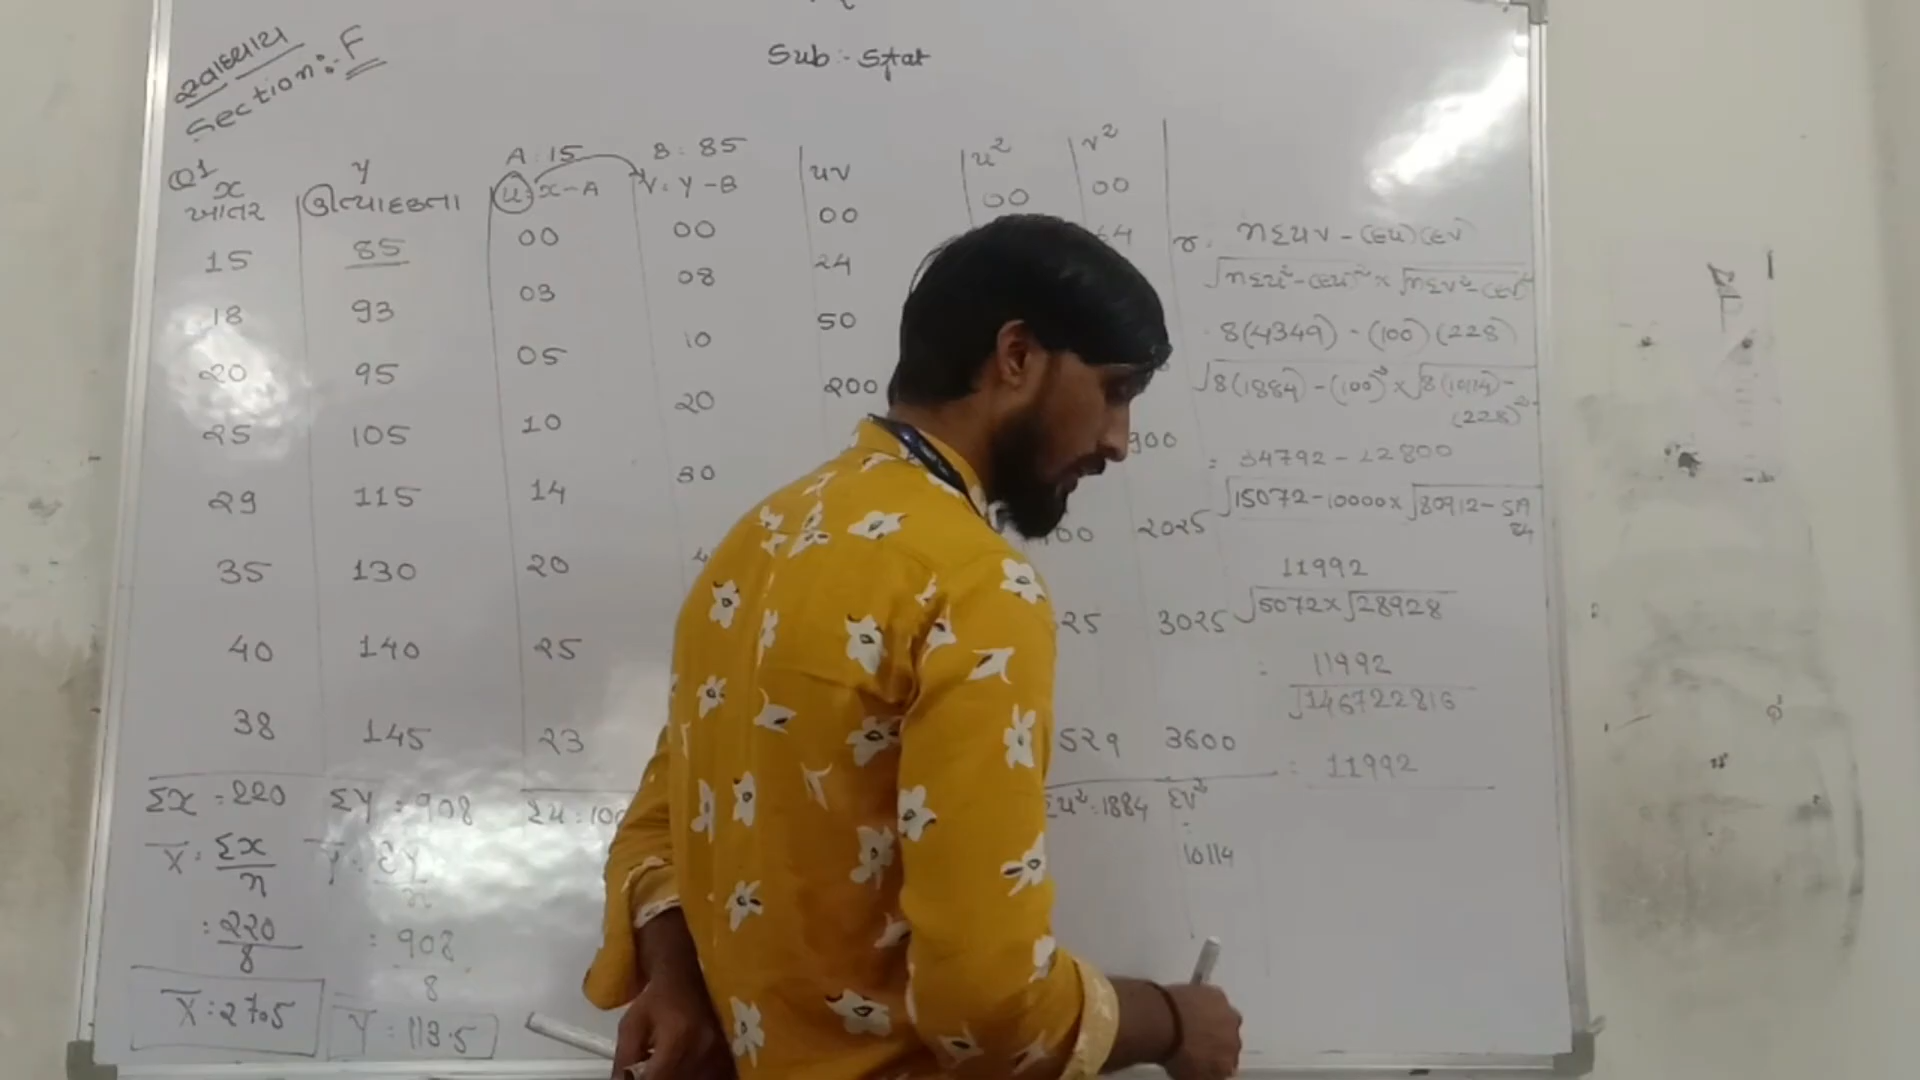 સ્વાધ્યાય
Section:- F
Sub:- Stat
Q1
x
ખાતર
15
18
20
25
29
35
40
38
Σx = 220
X̄ = Σx / n
= 220 / 8
X̄ = 27.5
y
ઉત્પાદકતા
85
93
95
105
115
130
140
145
Σy = 908
Ȳ = Σy / n
= 908 / 8
Ȳ = 113.5
A = 15
u = x - A
00
03
05
10
14
20
25
23
Σu = 100
B = 85
v = y - B
00
08
10
20
30
uv
00
24
50
200
u²
00
529
Σu² = 1884
v²
00
64
900
2025
3025
3600
Σv²
=
10114
r = nΣuv - (Σu)(Σv)
√nΣu² - (Σu)² × √nΣv² - (Σv)²
= 8(4349) - (100)(228)
√8(1884) - (100)² × √8(10114) - (228)²
= 34792 - 22800
√15072 - 10000 × √80912 - 51984
11992
√5072 × √28928
= 11992
√146722816
= 11992